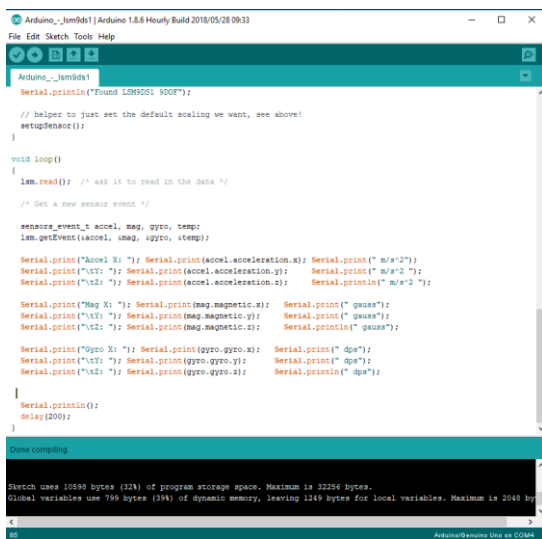 Arduino_-_lsm9ds1 | Arduino 1.8.6 Hourly Build 2018/05/28 09:33
File Edit Sketch Tools Help
Arduino_-_lsm9ds1
Serial.println("Found LSM9DS1 9DOF");
// helper to just set the default scaling we want, see above!
setupSensor();
}
void loop()
{
lsm.read(); /* ask it to read in the data */
/* Get a new sensor event */
sensors_event_t accel, mag, gyro, temp;
lsm.getEvent(&accel, &mag, &gyro, &temp);
Serial.print("Accel X: "); Serial.print(accel.acceleration.x); Serial.print(" m/s^2");
Serial.print("\tY: "); Serial.print(accel.acceleration.y); Serial.print(" m/s^2 ");
Serial.print("\tZ: "); Serial.print(accel.acceleration.z); Serial.println(" m/s^2 ");
Serial.print("Mag X: "); Serial.print(mag.magnetic.x); Serial.print(" gauss");
Serial.print("\tY: "); Serial.print(mag.magnetic.y); Serial.print(" gauss");
Serial.print("\tZ: "); Serial.print(mag.magnetic.z); Serial.println(" gauss");
Serial.print("Gyro X: "); Serial.print(gyro.gyro.x); Serial.print(" dps");
Serial.print("\tY: "); Serial.print(gyro.gyro.y); Serial.print(" dps");
Serial.print("\tZ: "); Serial.print(gyro.gyro.z); Serial.println(" dps");
Serial.println();
delay(200);
}
Done compiling.
Sketch uses 10598 bytes (32%) of program storage space. Maximum is 32256 bytes.
Global variables use 799 bytes (39%) of dynamic memory, leaving 1249 bytes for local variables. Maximum is 2048 by
85 Arduino/Genuino Uno on COM4